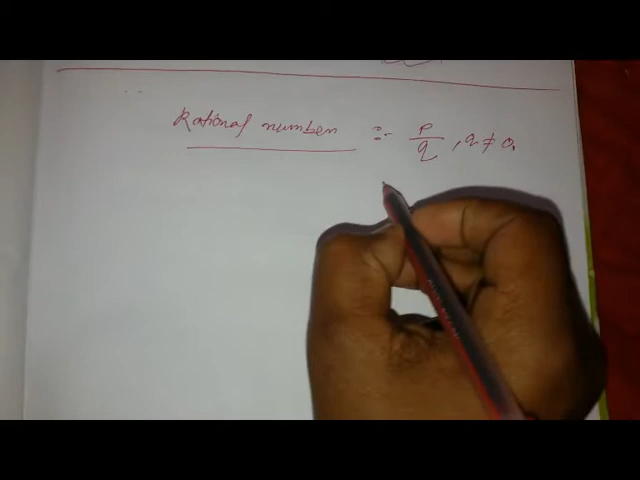 Rational number :- p/q , q ≠ 0.